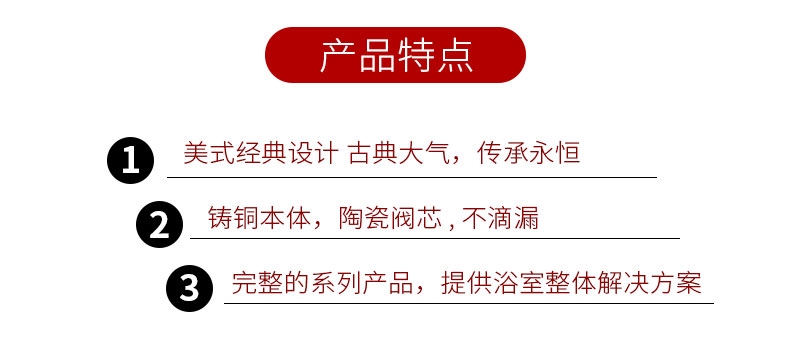 产品特点
1 美式经典设计 古典大气，传承永恒
2 铸铜本体，陶瓷阀芯 , 不滴漏
3 完整的系列产品，提供浴室整体解决方案